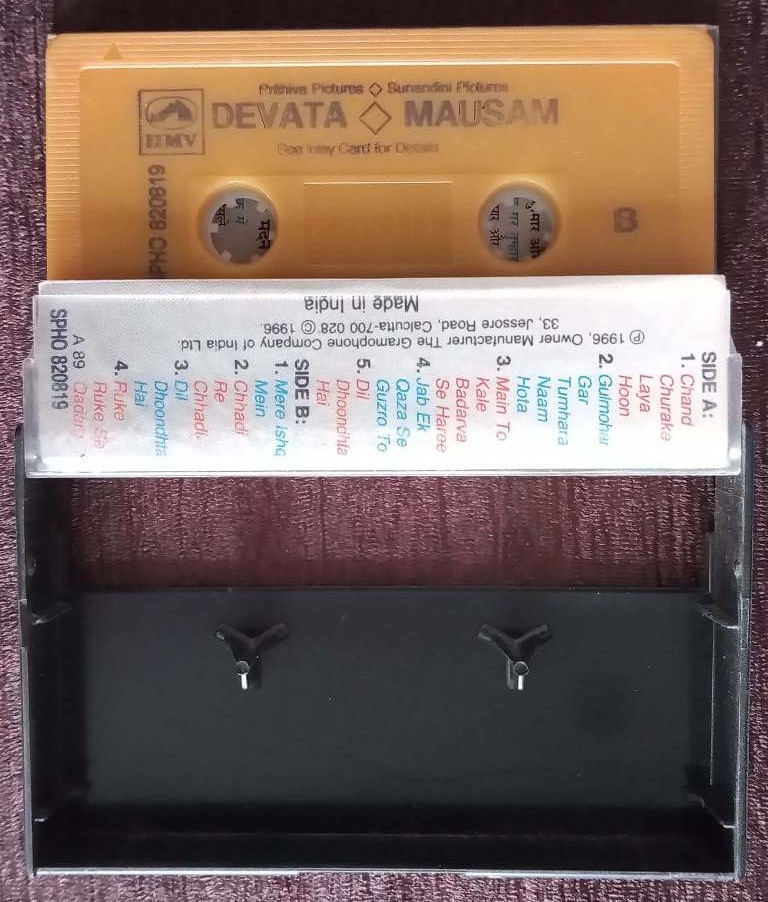 Prithiva Pictures ◇ Sunandini Pictures
HMV
DEVATA ◇ MAUSAM
See Inlay Card for Details
SPHO 820819
B
Made in India
33, Jessore Road, Calcutta-700 028 © 1996.
℗ 1996, Owner Manufacturer The Gramophone Company of India Ltd.
SIDE A:
1. Chand
Churake
Laya
Hoon
2. Gulmohar
Gar
Tumhara
Naam
Hota
3. Main To
Kale
Badarva
Se Haree
4. Jab Ek
Qaza Se
Guzro To
5. Dil
Dhoondhta
Hai
SIDE B:
1. Mere Ishq
Mein
2. Chhadi
Re
Chhadi
3. Dil
Dhoondhta
Hai
4. Ruke
Ruke Se
Qadam
A 89
SPHO 820819